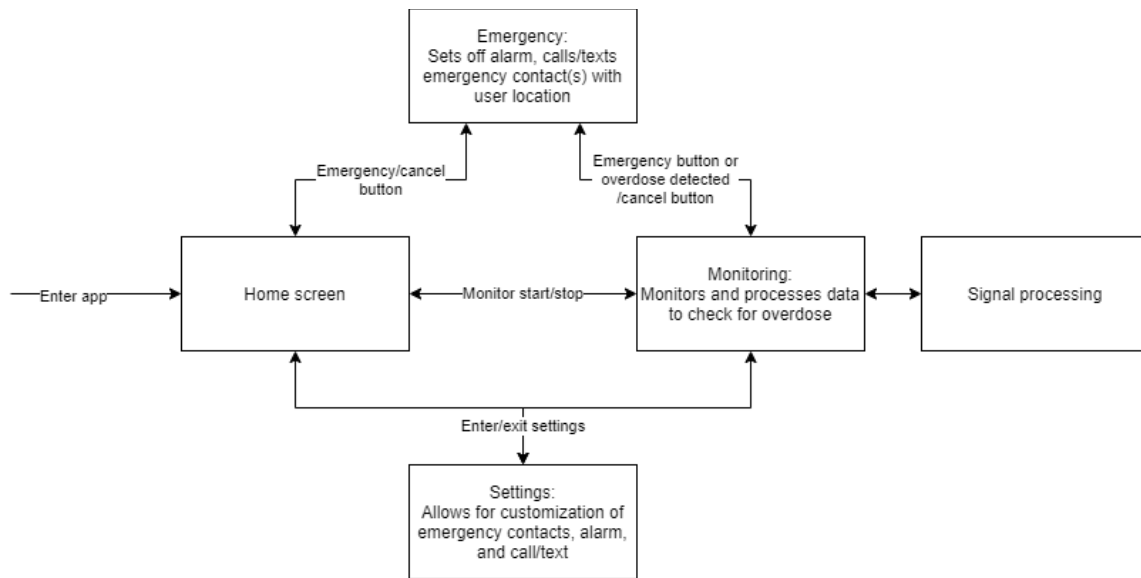 Emergency:
Sets off alarm, calls/texts
emergency contact(s) with
user location
Emergency/cancel
button
Emergency button or
overdose detected
/cancel button
Enter app
Home screen
Monitor start/stop
Monitoring:
Monitors and processes data
to check for overdose
Signal processing
Enter/exit settings
Settings:
Allows for customization of
emergency contacts, alarm,
and call/text